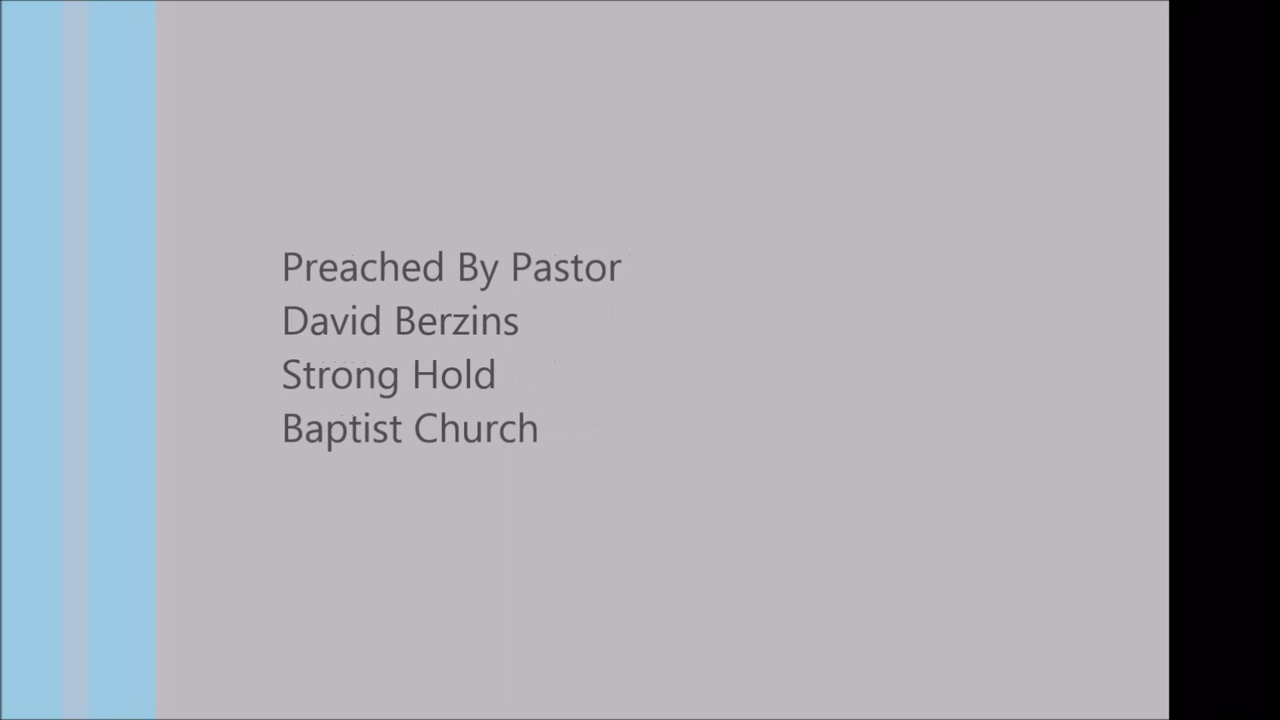 Preached By Pastor
David Berzins
Strong Hold
Baptist Church